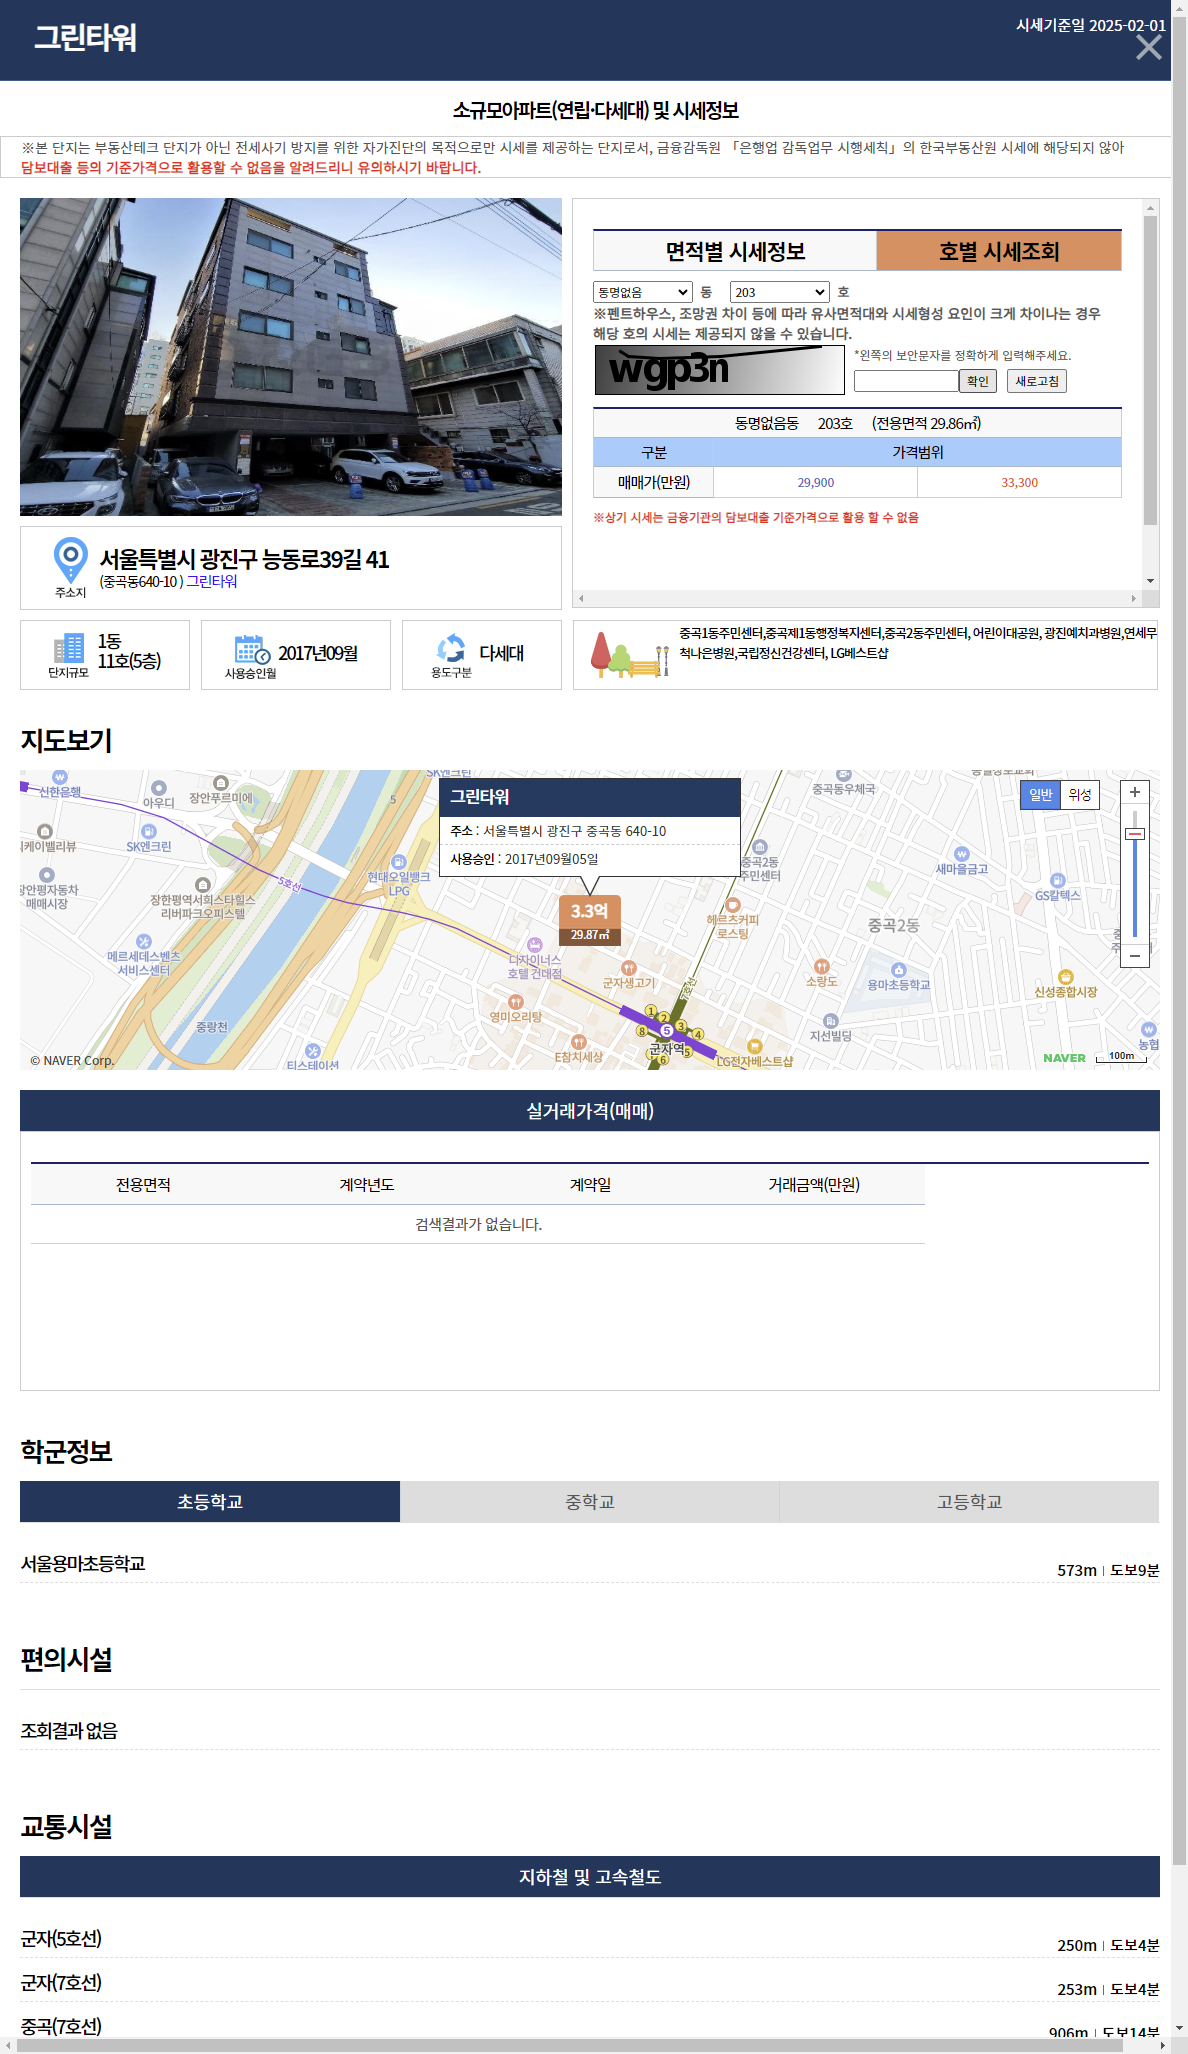 그린타워
시세기준일 2025-02-01
소규모아파트(연립·다세대) 및 시세정보
※본 단지는 부동산테크 단지가 아닌 전세사기 방지를 위한 자가진단의 목적으로만 시세를 제공하는 단지로서, 금융감독원 「은행업 감독업무 시행세칙」의 한국부동산원 시세에 해당되지 않아
담보대출 등의 기준가격으로 활용할 수 없음을 알려드리니 유의하시기 바랍니다.
면적별 시세정보 호별 시세조회
동명없음 동 203 호
※펜트하우스, 조망권 차이 등에 따라 유사면적대와 시세형성 요인이 크게 차이나는 경우
해당 호의 시세는 제공되지 않을 수 있습니다.
wgp3n
*왼쪽의 보안문자를 정확하게 입력해주세요.
확인 새로고침
동명없음동 203호 (전용면적 29.86㎡)
구분 가격범위
매매가(만원) 29,900 33,300
※상기 시세는 금융기관의 담보대출 기준가격으로 활용 할 수 없음
주소지
서울특별시 광진구 능동로39길 41
(중곡동640-10 ) 그린타워
단지규모
1동
11호(5층)
사용승인월
2017년09월
용도구분
다세대
중곡1동주민센터,중곡제1동행정복지센터,중곡2동주민센터, 어린이대공원, 광진예치과병원,연세무
척나은병원,국립정신건강센터, LG베스트샵
지도보기
신한은행
아우디
장안푸르미에
5
SK엔크린
중곡동우체국
일반 위성
케이밸리뷰
SK엔크린
그린타워
주소 : 서울특별시 광진구 중곡동 640-10
사용승인 : 2017년09월05일
장안평자동차
매매시장
5호선
현대오일뱅크
LPG
중곡2동
주민센터
새마을금고
GS칼텍스
장한평역서희스타힐스
리버파크오피스텔
3.3억
29.87㎡
헤르츠커피
로스팅
중곡2동
메르세데스벤츠
서비스센터
디자이너스
호텔 건대점
군자생고기
소랑도
용마초등학교
신성종합시장
7호선
중랑천
영미오리탕
1 2 3 4 5 6 8
5
군자역
지선빌딩
농협
티스테이션
E참치세상
LG전자베스트샵
© NAVER Corp.
NAVER 100m
실거래가격(매매)
전용면적 계약년도 계약일 거래금액(만원)
검색결과가 없습니다.
학군정보
초등학교 중학교 고등학교
서울용마초등학교 573m 도보9분
편의시설
조회결과 없음
교통시설
지하철 및 고속철도
군자(5호선) 250m 도보4분
군자(7호선) 253m 도보4분
중곡(7호선) 906m 도보14분